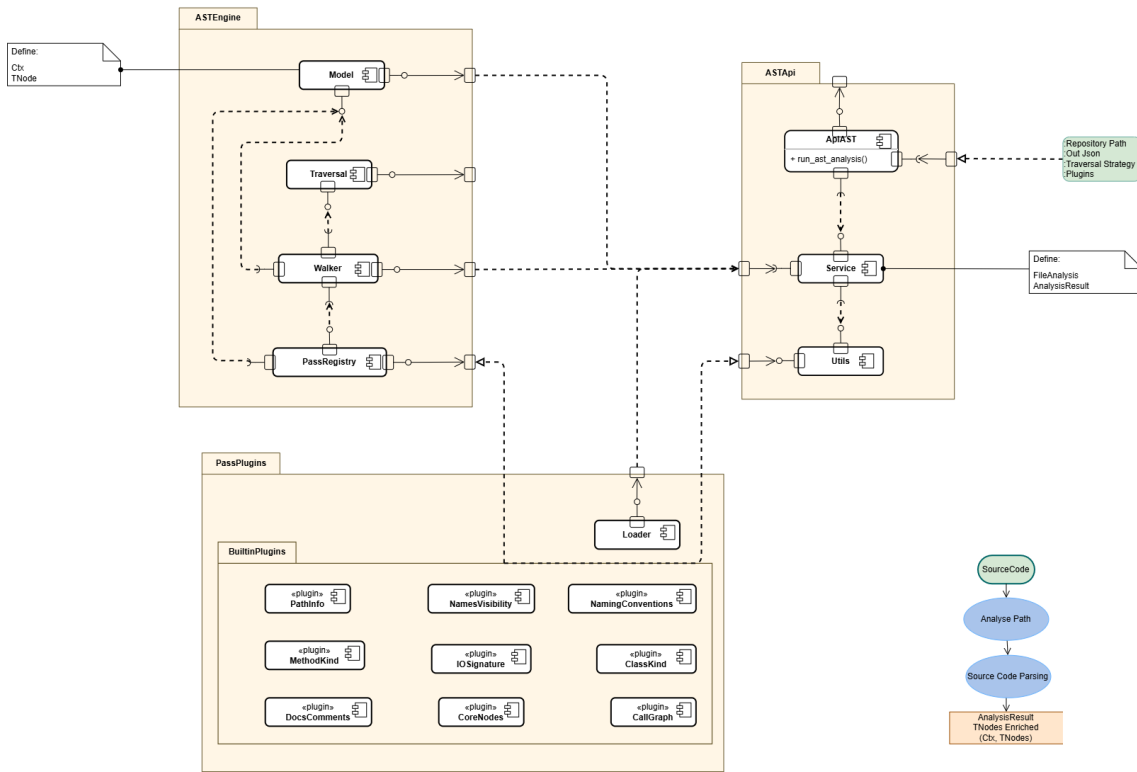 ASTEngine
Define:
Ctx
TNode
Model
Traversal
Walker
PassRegistry
ASTApi
ApiAST
+ run_ast_analysis()
:Repository Path
:Out Json
:Traversal Strategy
:Plugins
Service
Define:
FileAnalysis
AnalysisResult
Utils
PassPlugins
Loader
BuiltinPlugins
«plugin»
PathInfo
«plugin»
NamesVisibility
«plugin»
NamingConventions
«plugin»
MethodKind
«plugin»
IOSignature
«plugin»
ClassKind
«plugin»
DocsComments
«plugin»
CoreNodes
«plugin»
CallGraph
SourceCode
Analyse Path
Source Code Parsing
AnalysisResult
TNodes Enriched
(Ctx, TNodes)